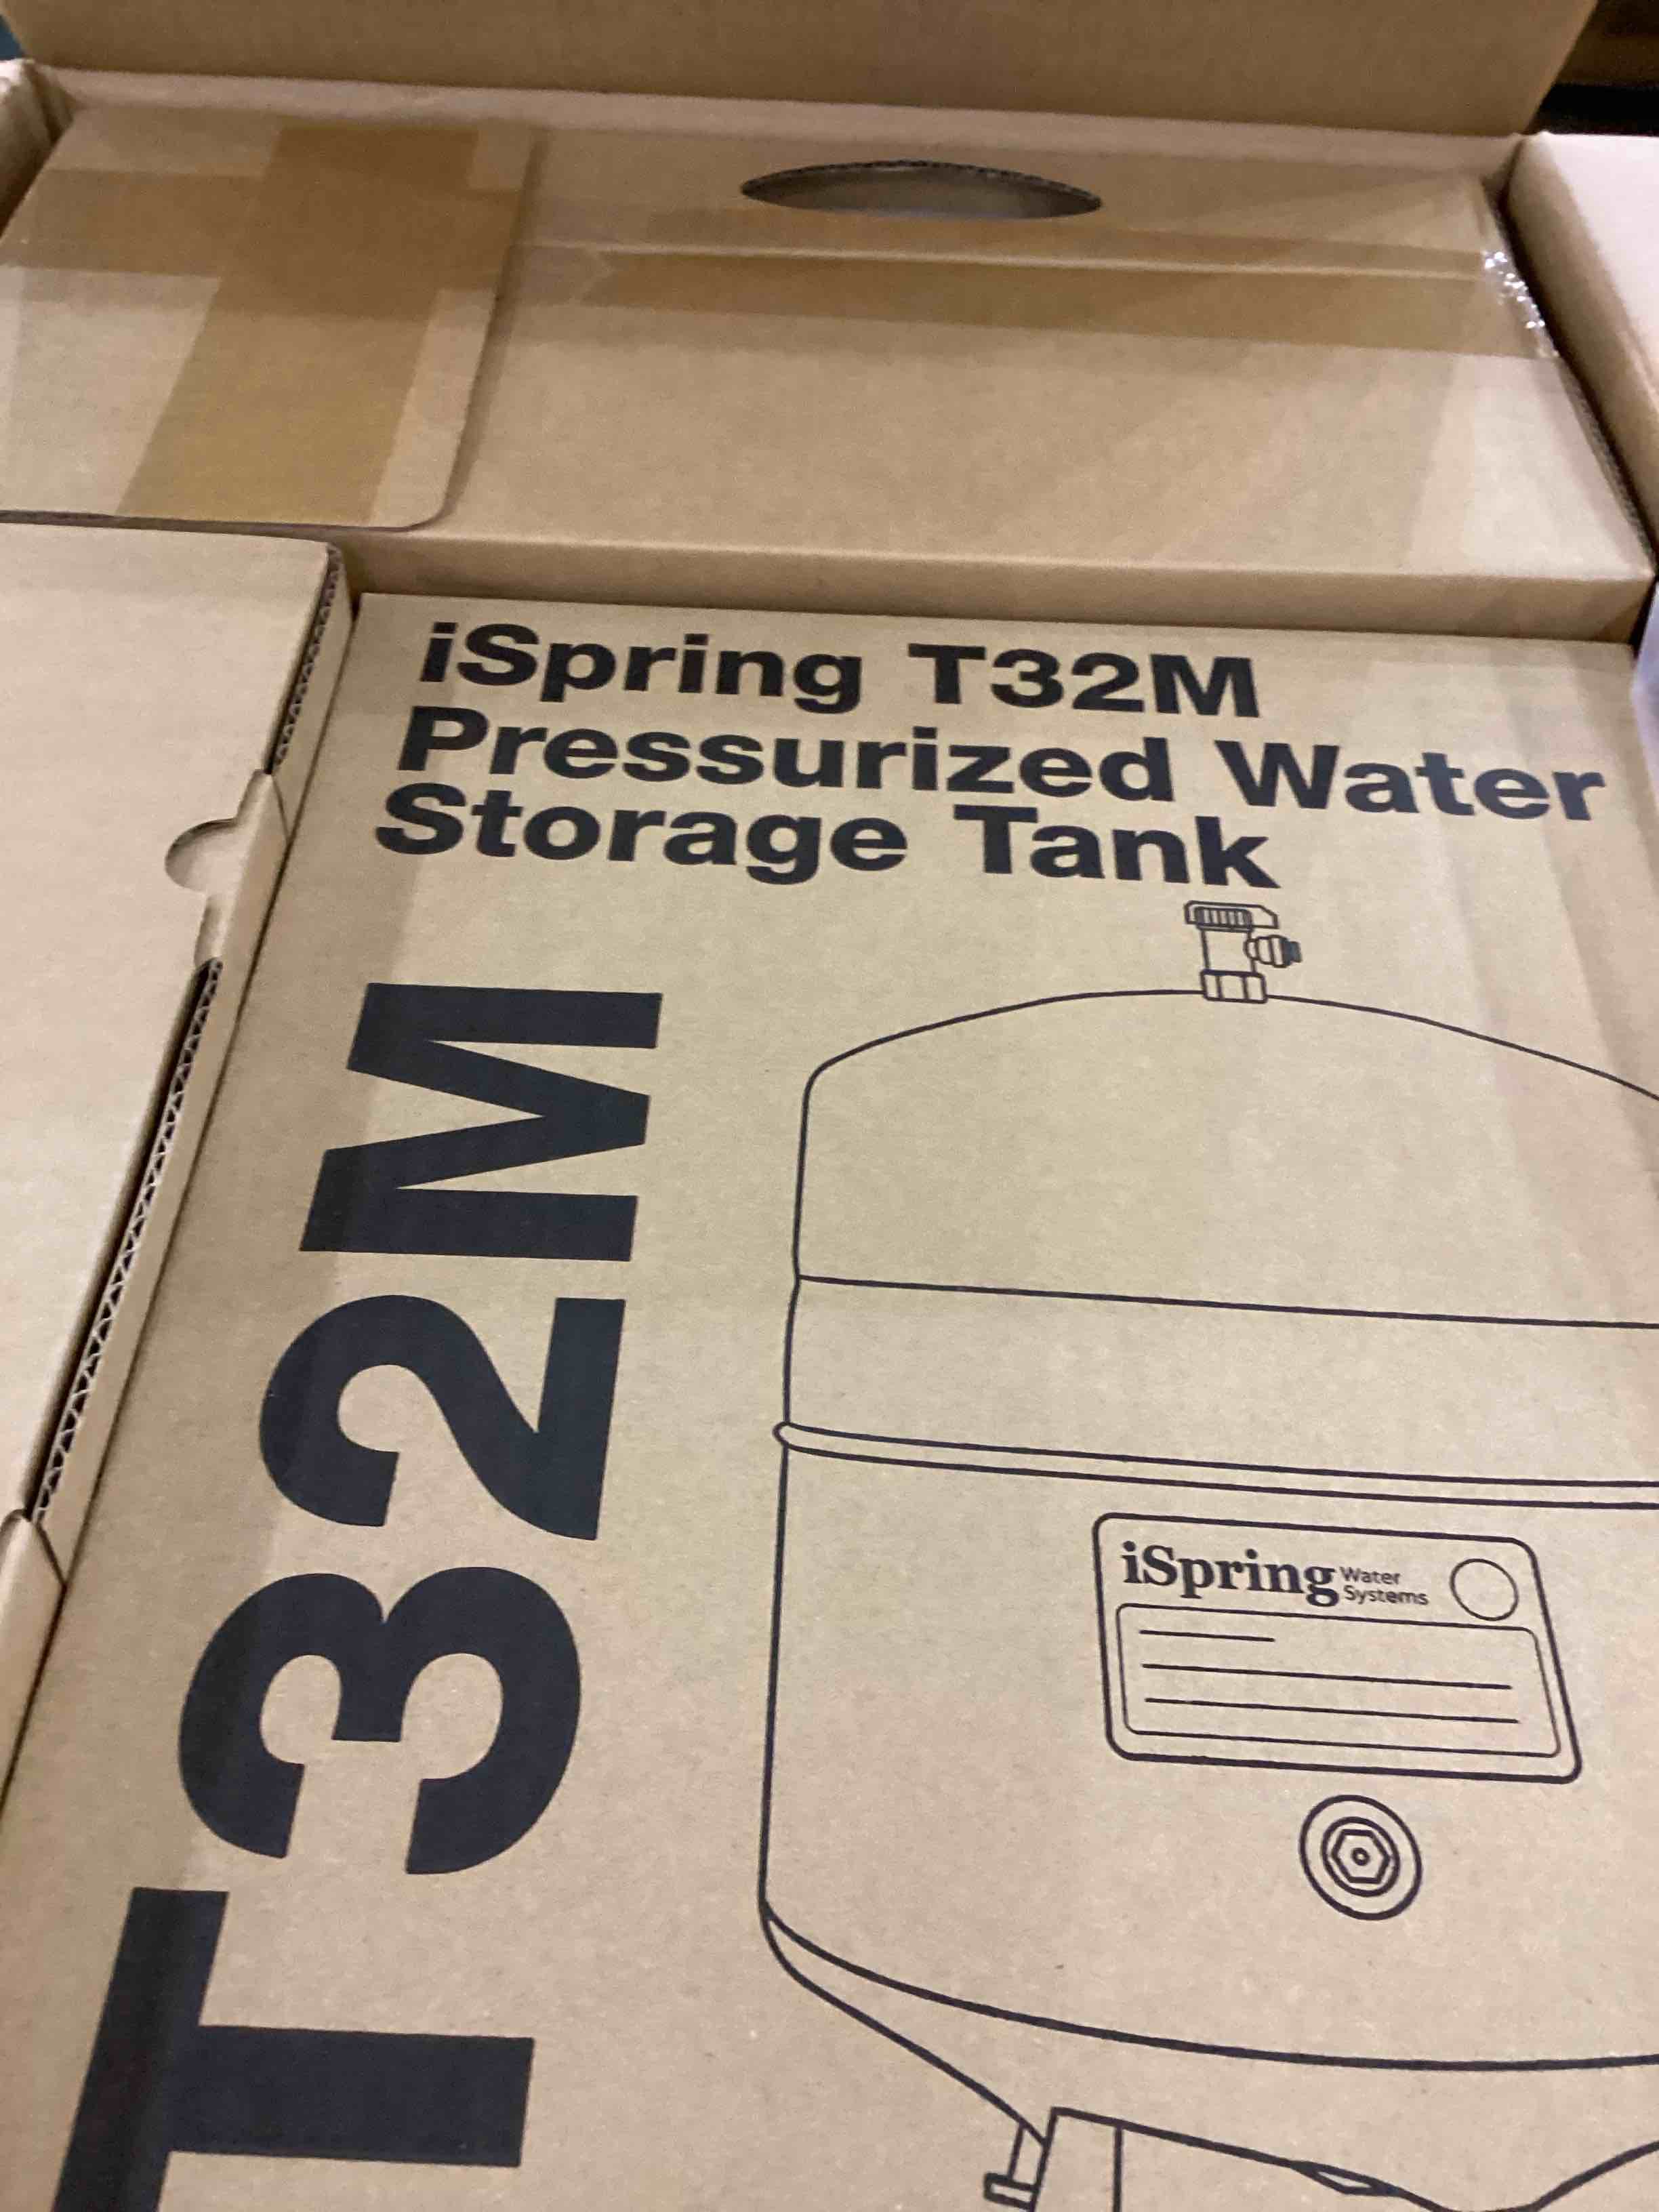 iSpring T32M
Pressurized Water
Storage Tank
T32M
iSpring Water
Systems